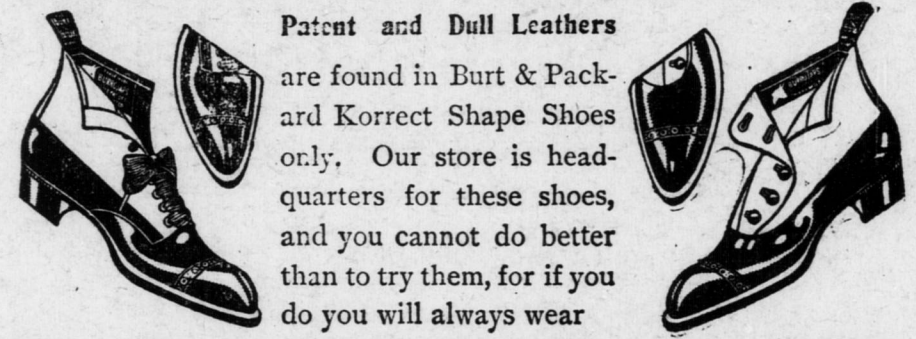 Patent and Dull Leathers
are found in Burt & Pack-
ard Korrect Shape Shoes
only. Our store is head-
quarters for these shoes,
and you cannot do better
than to try them, for if you
do you will always wear